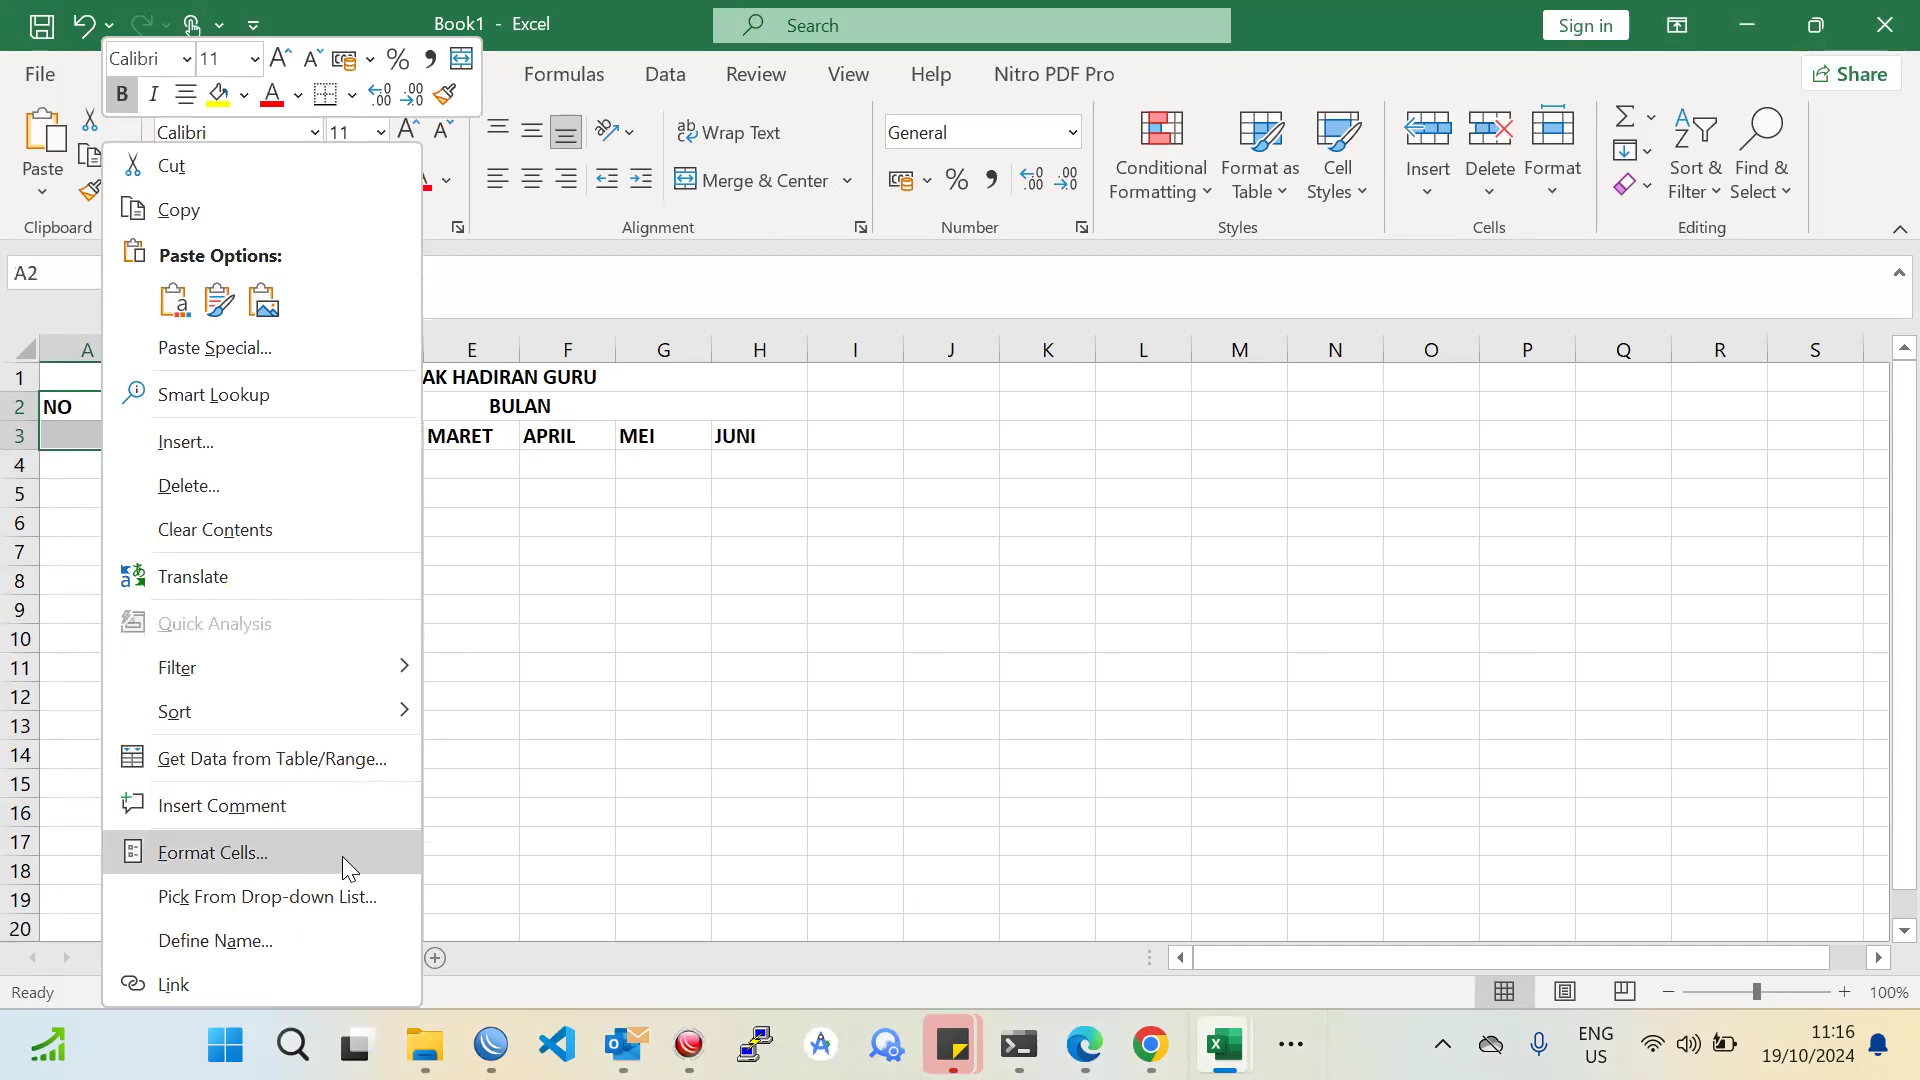 Book1 - Excel
Search
Sign in
Calibri 11
File
Formulas Data Review View Help Nitro PDF Pro
Share
Calibri 11
Wrap Text
General
Paste
Merge & Center
Conditional Formatting
Format as Table
Cell Styles
Insert Delete Format
Sort & Filter
Find & Select
Clipboard Alignment Number Styles Cells Editing
A2
A E F G H I J K L M N O P Q R S
1 AK HADIRAN GURU
2 NO BULAN
3 MARET APRIL MEI JUNI
4
5
6
7
8
9
10
11
12
13
14
15
16
17
18
19
20
Cut
Copy
Paste Options:
Paste Special...
Smart Lookup
Insert...
Delete...
Clear Contents
Translate
Quick Analysis
Filter
Sort
Get Data from Table/Range...
Insert Comment
Format Cells...
Pick From Drop-down List...
Define Name...
Link
Ready
100%
ENG
US
11:16
19/10/2024